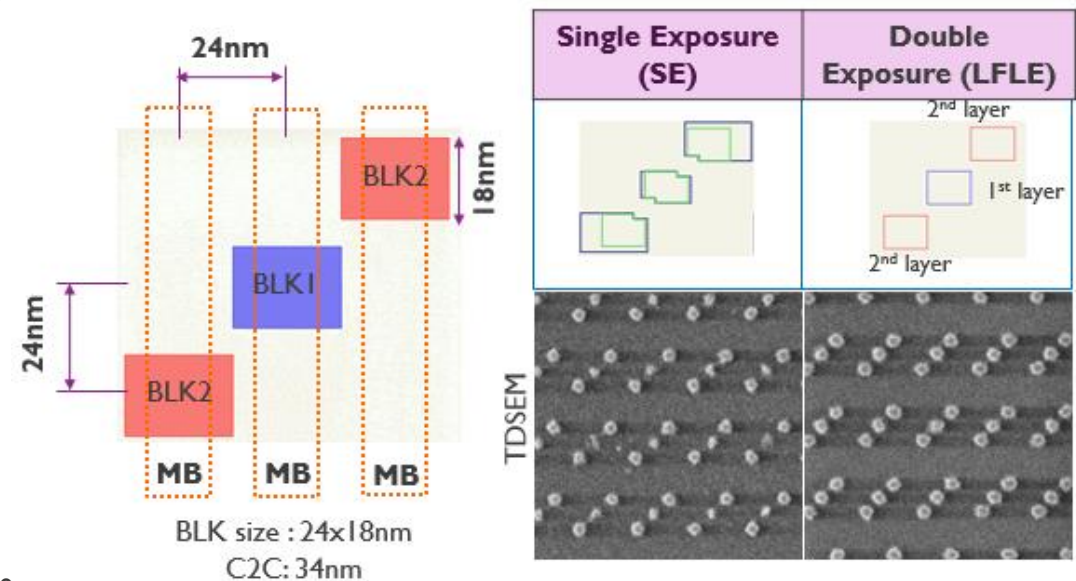 24nm
BLK2
18nm
BLK1
24nm
BLK2
MB
MB
MB
BLK size : 24x18nm
C2C: 34nm
Single Exposure
(SE)
Double
Exposure (LFLE)
2nd layer
1st layer
2nd layer
TDSEM